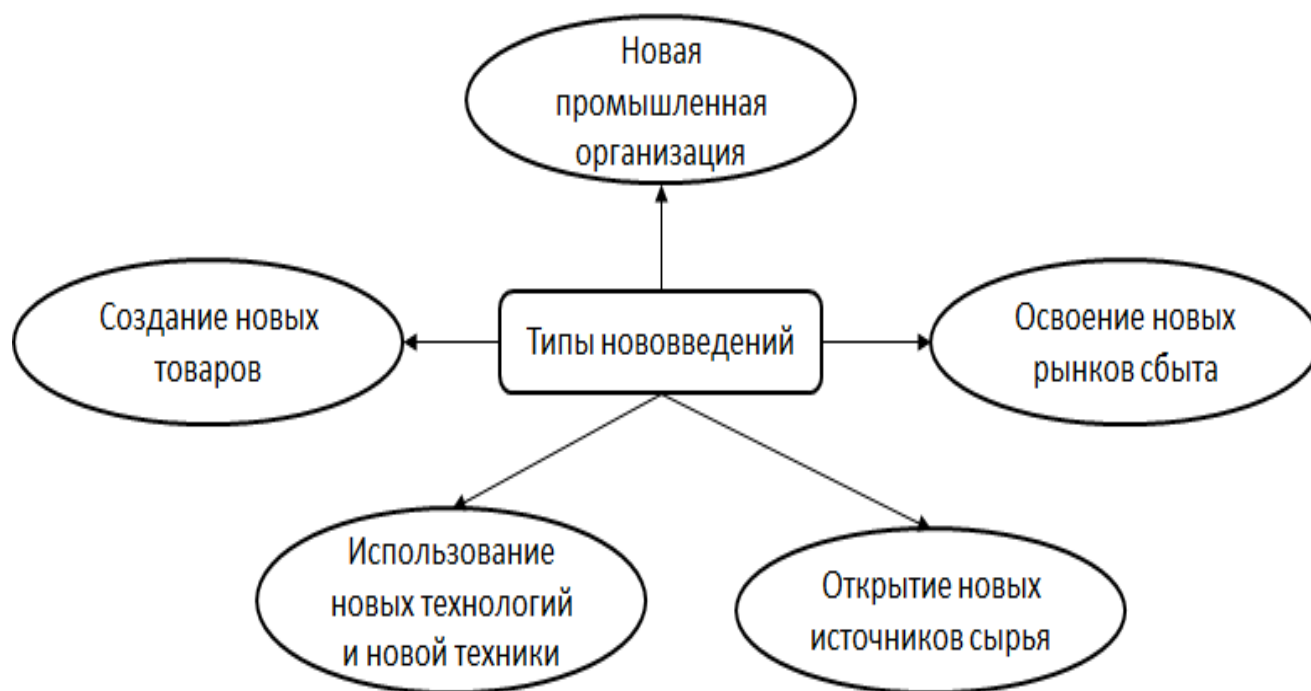 Новая
промышленная
организация
Создание новых
товаров
Типы нововведений
Освоение новых
рынков сбыта
Использование
новых технологий
и новой техники
Открытие новых
источников сырья